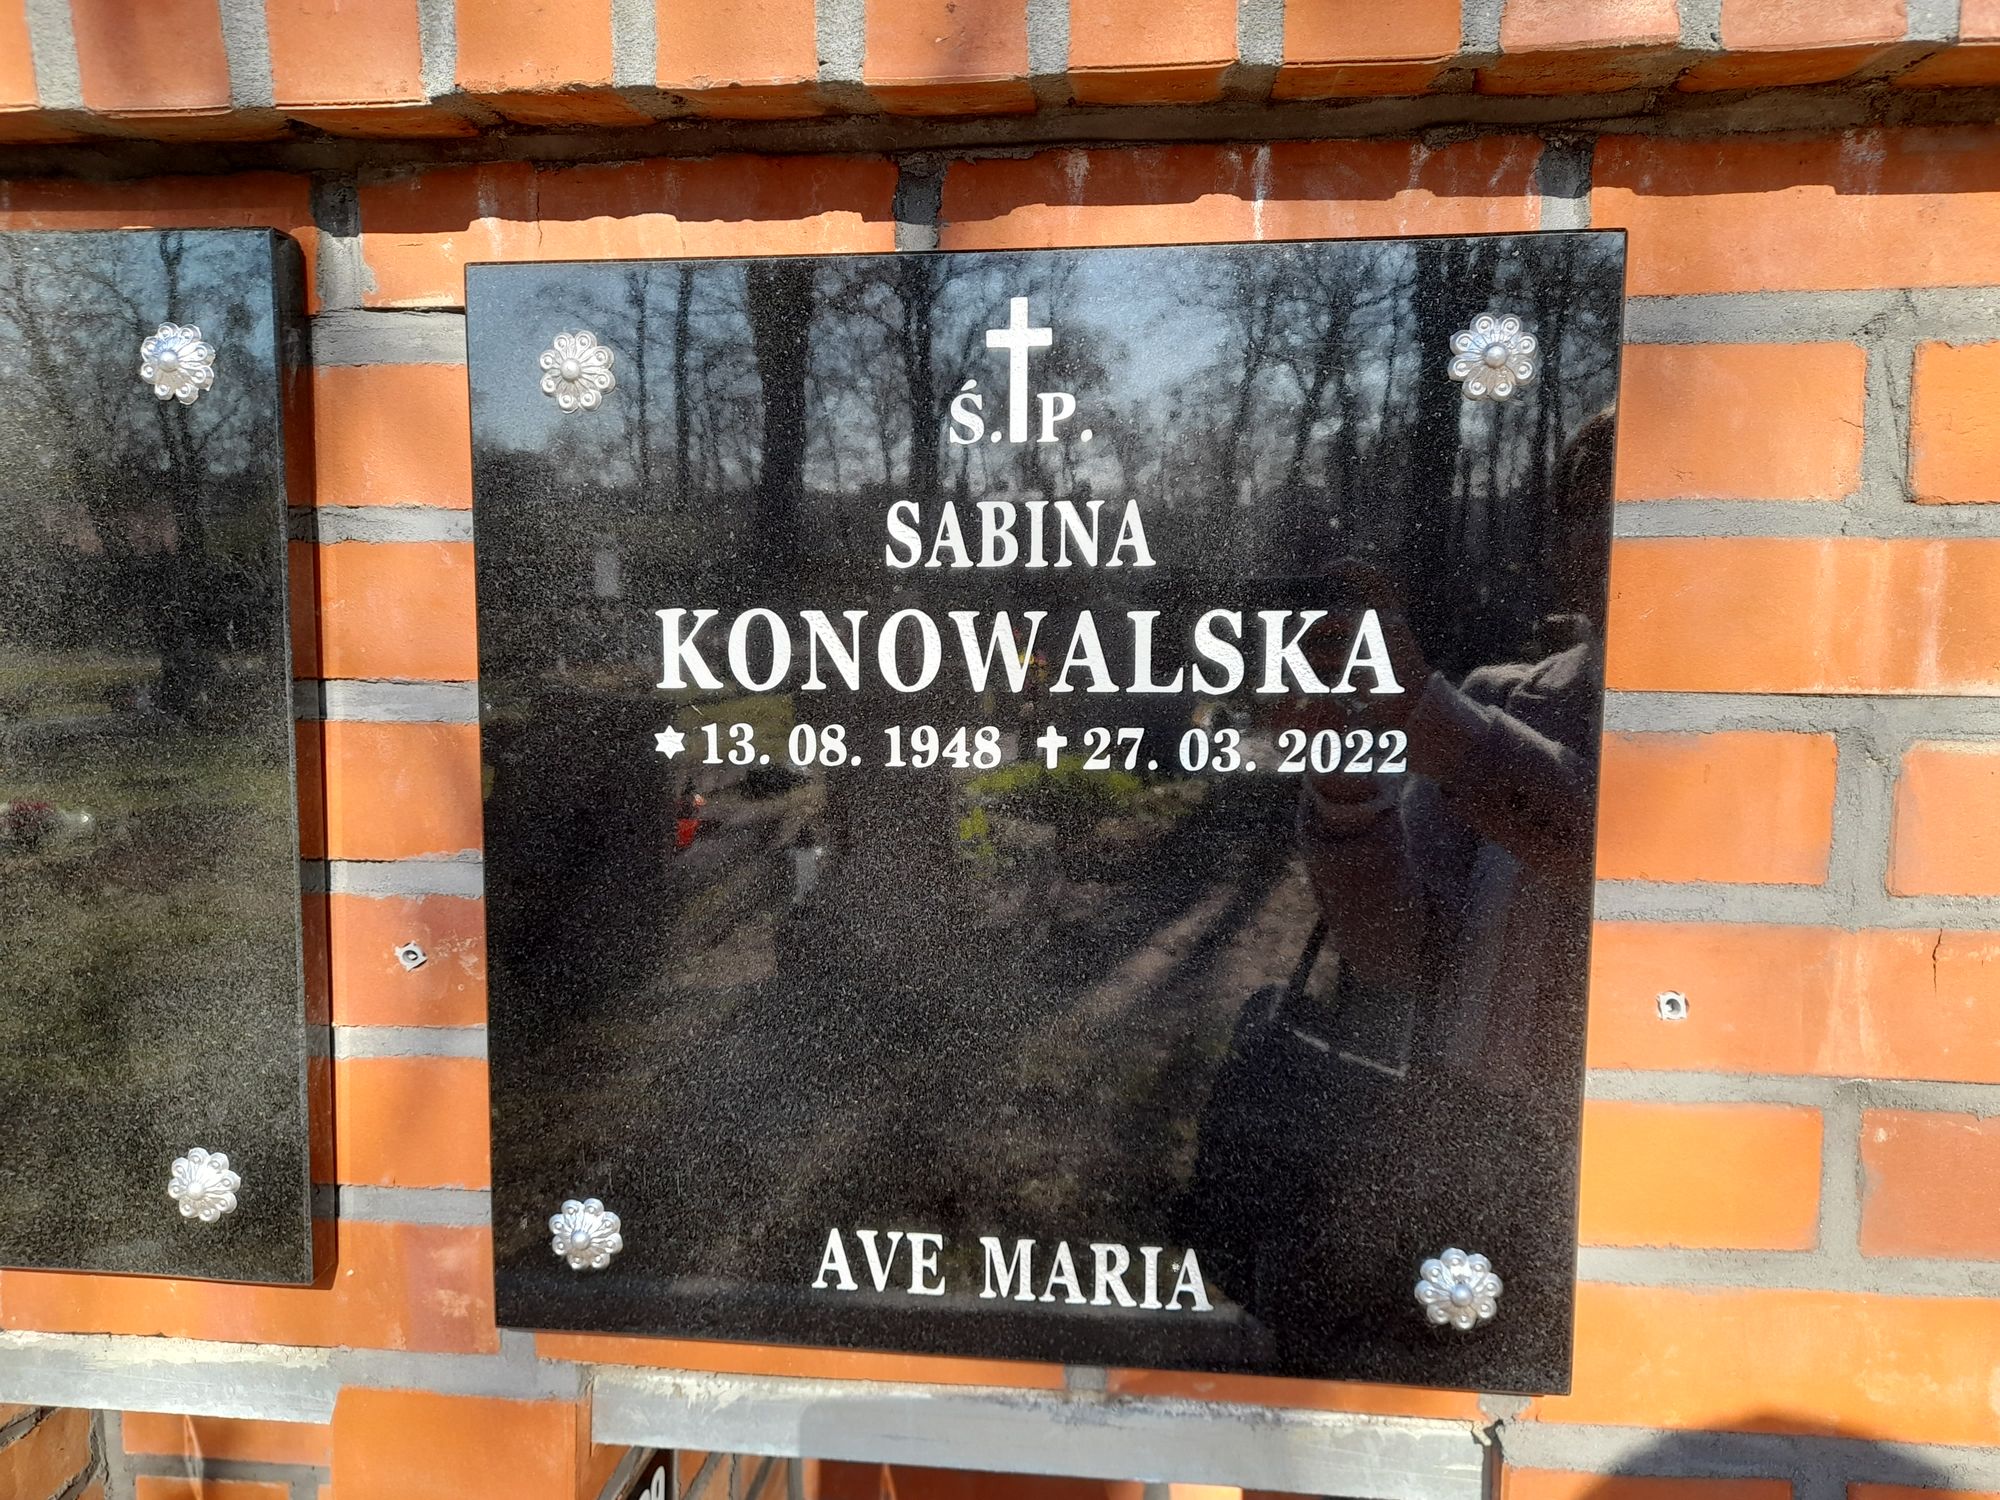 Ś. P.
SABINA
KONOWALSKA
13. 08. 1948 27. 03. 2022
AVE MARIA